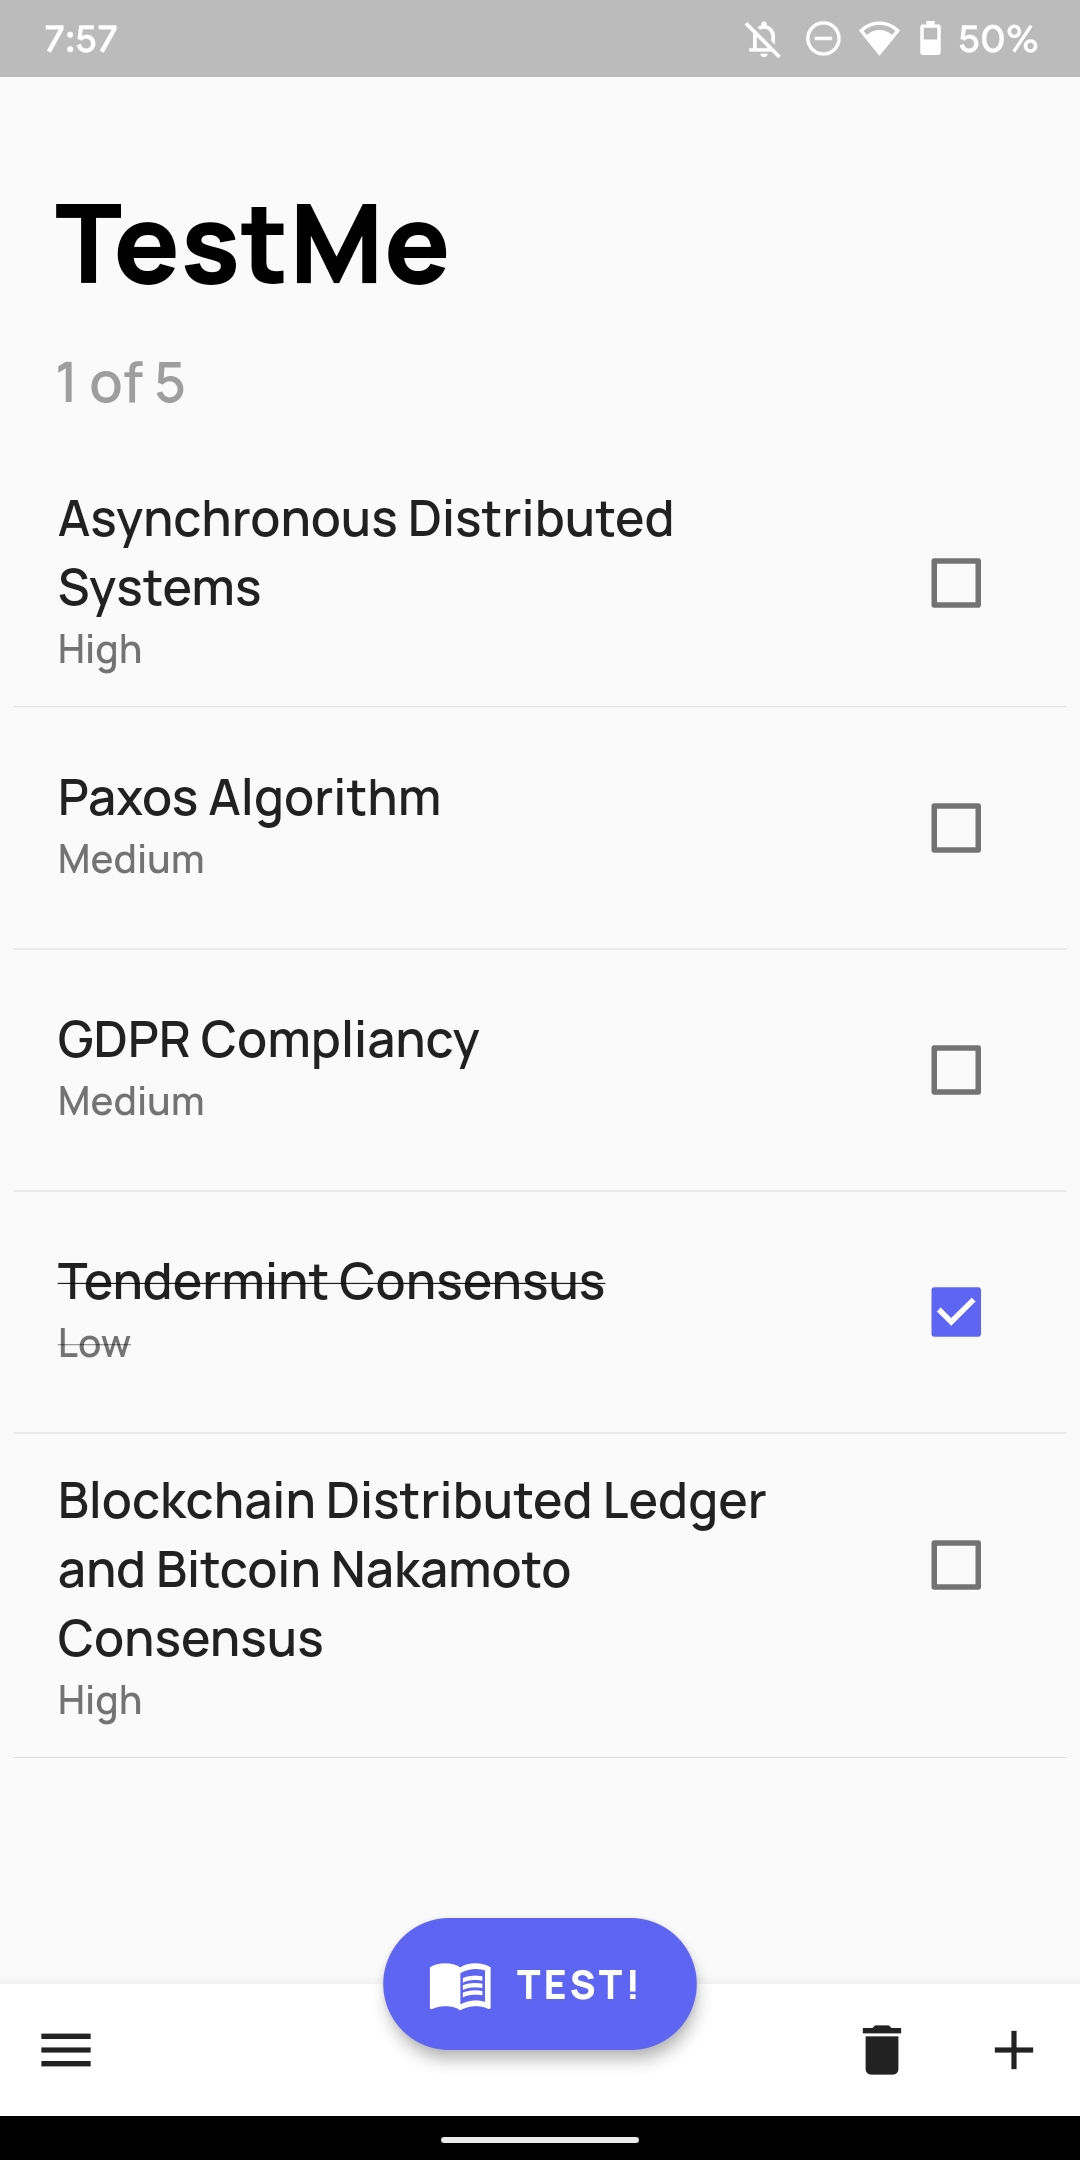 7:57
50%
TestMe
1 of 5
Asynchronous Distributed
Systems
High
Paxos Algorithm
Medium
GDPR Compliancy
Medium
Tendermint Consensus
Low
Blockchain Distributed Ledger
and Bitcoin Nakamoto
Consensus
High
TEST!